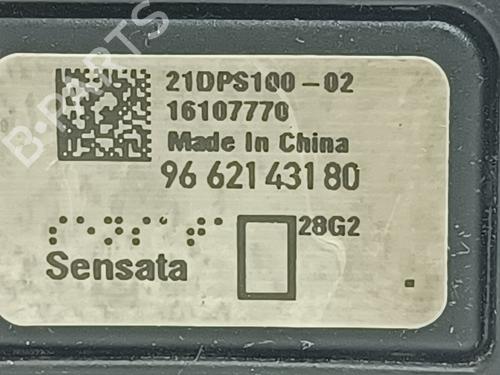 21DPS100-02
16107770
Made In China
96 621 431 80
28G2
Sensata
B-PARTS